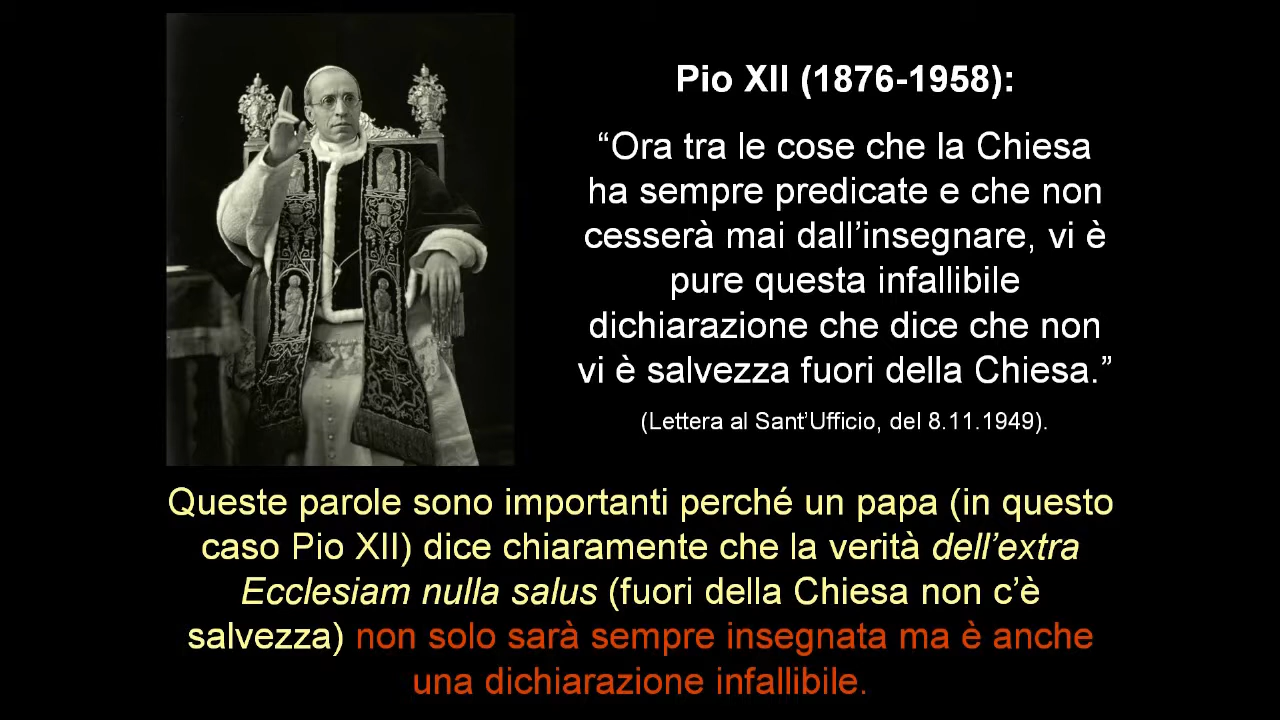 Pio XII (1876-1958):
“Ora tra le cose che la Chiesa
ha sempre predicate e che non
cesserà mai dall’insegnare, vi è
pure questa infallibile
dichiarazione che dice che non
vi è salvezza fuori della Chiesa.”
(Lettera al Sant’Ufficio, del 8.11.1949).
Queste parole sono importanti perché un papa (in questo
caso Pio XII) dice chiaramente che la verità dell’extra
Ecclesiam nulla salus (fuori della Chiesa non c’è
salvezza) non solo sarà sempre insegnata ma è anche
una dichiarazione infallibile.